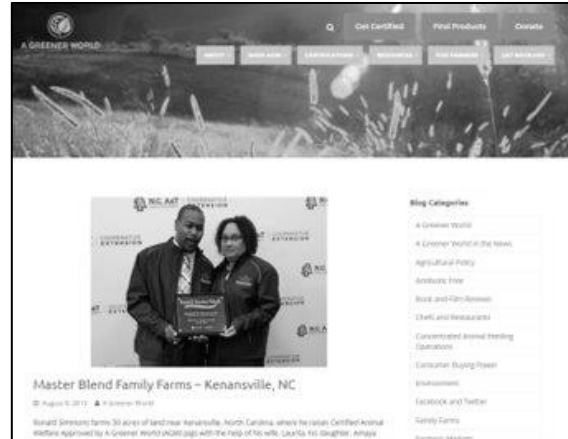 A GREENER WORLD
Get Certified
Find Products
Donate
ABOUT
SHOP AGW
CERTIFICATIONS
RESOURCES
FOR FARMERS
GET INVOLVED
N.C. A&T
COOPERATIVE
EXTENSION
Blog Categories
A Greener World
A Greener World in the News
Agricultural Policy
Antibiotic Free
Book and Film Reviews
Chefs and Restaurants
Concentrated Animal Feeding
Operations
Consumer Buying Power
Environment
Facebook and Twitter
Family Farms
Farmers Markets
Master Blend Family Farms – Kenansville, NC
A Greener World
Ronald Simmons farms 30 acres of land near Kenansville, North Carolina, where he raises Certified Animal
Welfare Approved by A Greener World (AGW) pigs with the help of his wife, Laurita, his daughter, Amaya